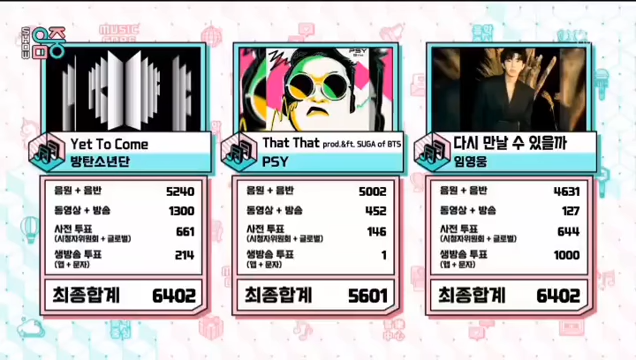 쇼! 음악중심
MUSIC CORE
PSY
Yet To Come
방탄소년단
음원 + 음반 5240
동영상 + 방송 1300
사전 투표 661
(시청자위원회 + 글로벌)
생방송 투표 214
(앱 + 문자)
최종합계 6402
That That prod.&ft. SUGA of BTS
PSY
음원 + 음반 5002
동영상 + 방송 452
사전 투표 146
(시청자위원회 + 글로벌)
생방송 투표 1
(앱 + 문자)
최종합계 5601
다시 만날 수 있을까
임영웅
음원 + 음반 4631
동영상 + 방송 127
사전 투표 644
(시청자위원회 + 글로벌)
생방송 투표 1000
(앱 + 문자)
최종합계 6402